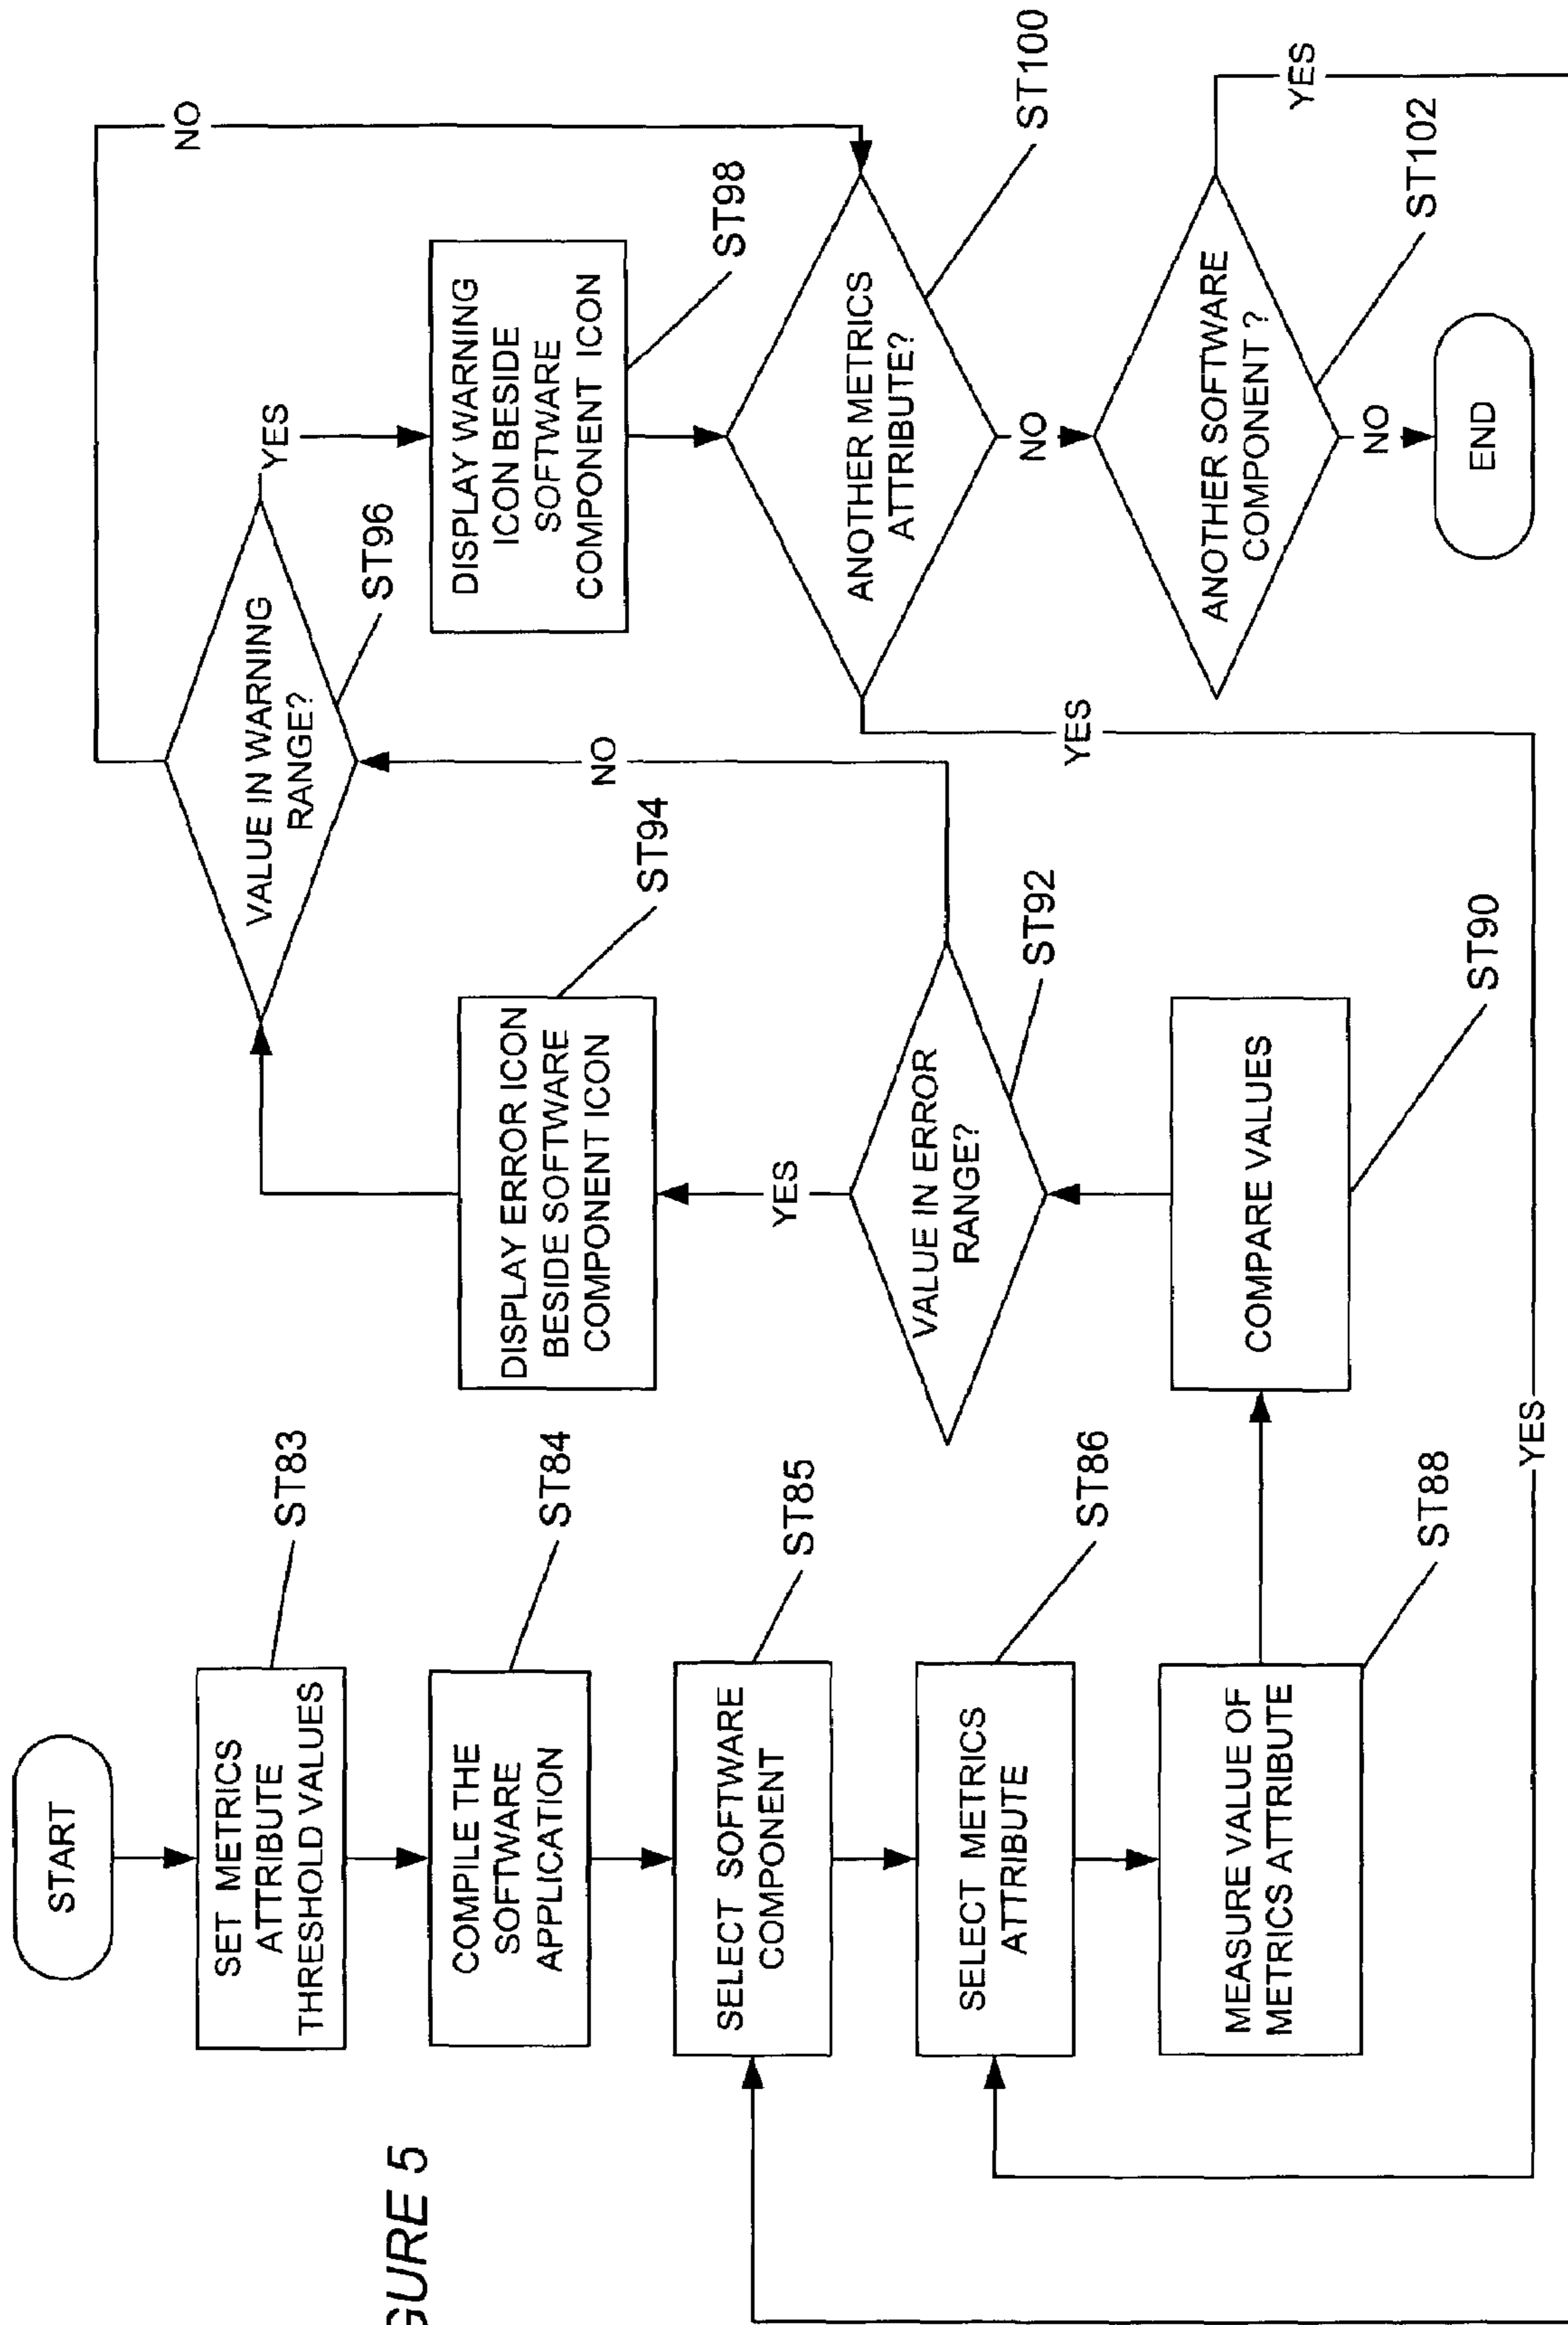 START
SET METRICS
ATTRIBUTE
THRESHOLD VALUES
ST83
COMPILE THE
SOFTWARE
APPLICATION
ST84
SELECT SOFTWARE
COMPONENT
ST85
SELECT METRICS
ATTRIBUTE
ST86
MEASURE VALUE OF
METRICS ATTRIBUTE
ST88
COMPARE VALUES
ST90
VALUE IN ERROR
RANGE?
ST92
YES
NO
DISPLAY ERROR ICON
BESIDE SOFTWARE
COMPONENT ICON
ST94
VALUE IN WARNING
RANGE?
ST96
YES
NO
DISPLAY WARNING
ICON BESIDE
SOFTWARE
COMPONENT ICON
ST98
ANOTHER METRICS
ATTRIBUTE?
ST100
YES
NO
ANOTHER SOFTWARE
COMPONENT ?
ST102
YES
NO
END
YES
GURE 5